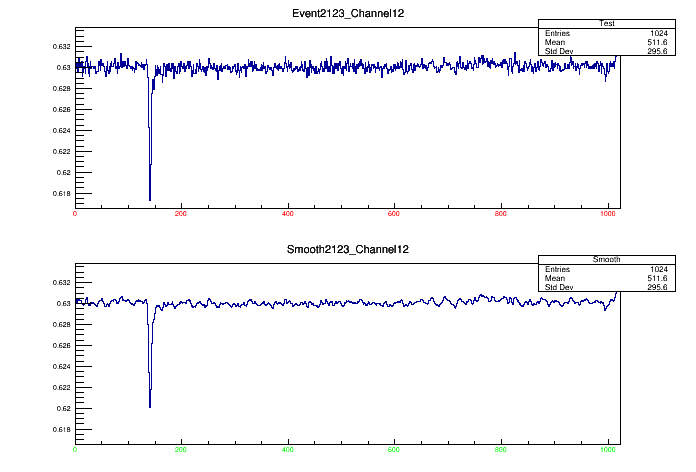 Event2123_Channel12
Test
Entries 1024
Mean 511.6
Std Dev 295.6
0.632
0.63
0.628
0.626
0.624
0.622
0.62
0.618
0 200 400 600 800 1000
Smooth2123_Channel12
Smooth
Entries 1024
Mean 511.6
Std Dev 295.6
0.632
0.63
0.628
0.626
0.624
0.622
0.62
0.618
0 200 400 600 800 1000